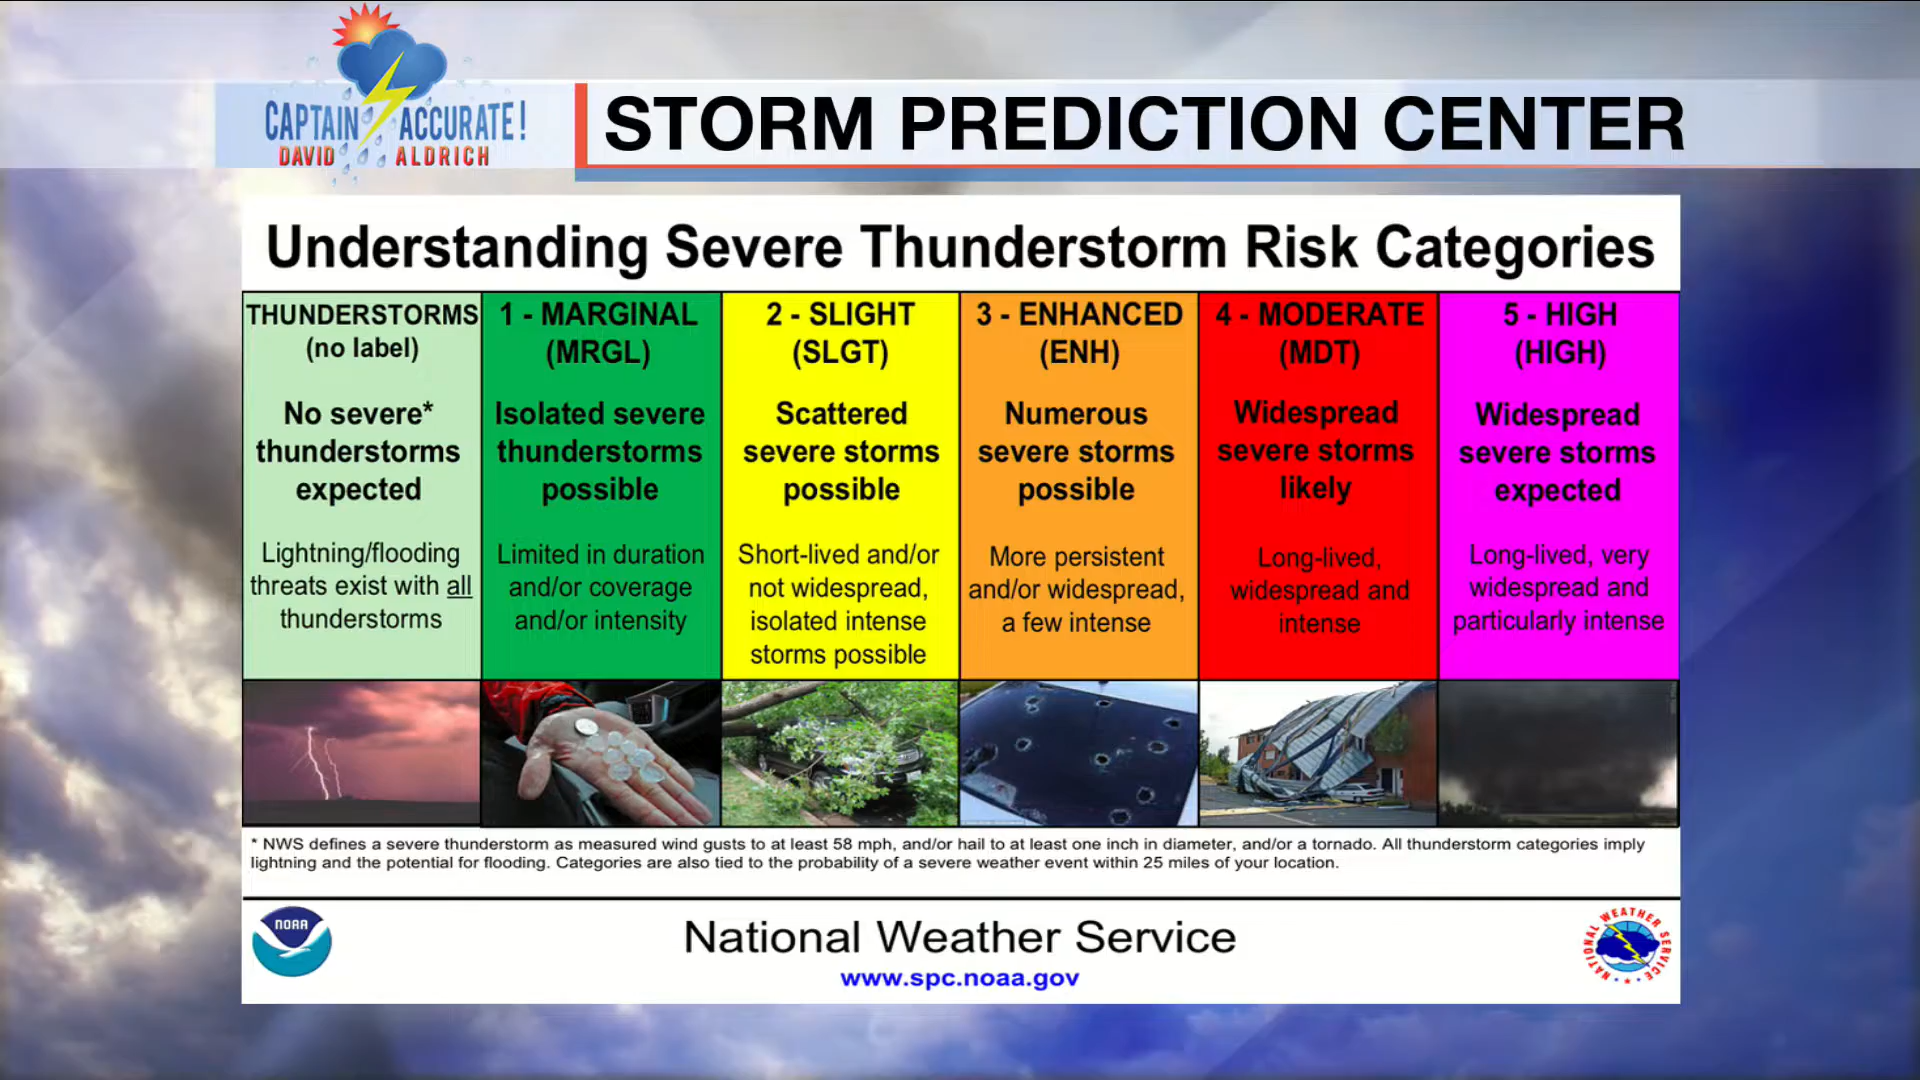 CAPTAIN ACCURATE!
DAVID ALDRICH
STORM PREDICTION CENTER
Understanding Severe Thunderstorm Risk Categories
THUNDERSTORMS
(no label)
No severe*
thunderstorms
expected
Lightning/flooding
threats exist with all
thunderstorms
1 - MARGINAL
(MRGL)
Isolated severe
thunderstorms
possible
Limited in duration
and/or coverage
and/or intensity
2 - SLIGHT
(SLGT)
Scattered
severe storms
possible
Short-lived and/or
not widespread,
isolated intense
storms possible
3 - ENHANCED
(ENH)
Numerous
severe storms
possible
More persistent
and/or widespread,
a few intense
4 - MODERATE
(MDT)
Widespread
severe storms
likely
Long-lived,
widespread and
intense
5 - HIGH
(HIGH)
Widespread
severe storms
expected
Long-lived, very
widespread and
particularly intense
* NWS defines a severe thunderstorm as measured wind gusts to at least 58 mph, and/or hail to at least one inch in diameter, and/or a tornado. All thunderstorm categories imply
lightning and the potential for flooding. Categories are also tied to the probability of a severe weather event within 25 miles of your location.
NOAA
National Weather Service
www.spc.noaa.gov
NATIONAL WEATHER SERVICE